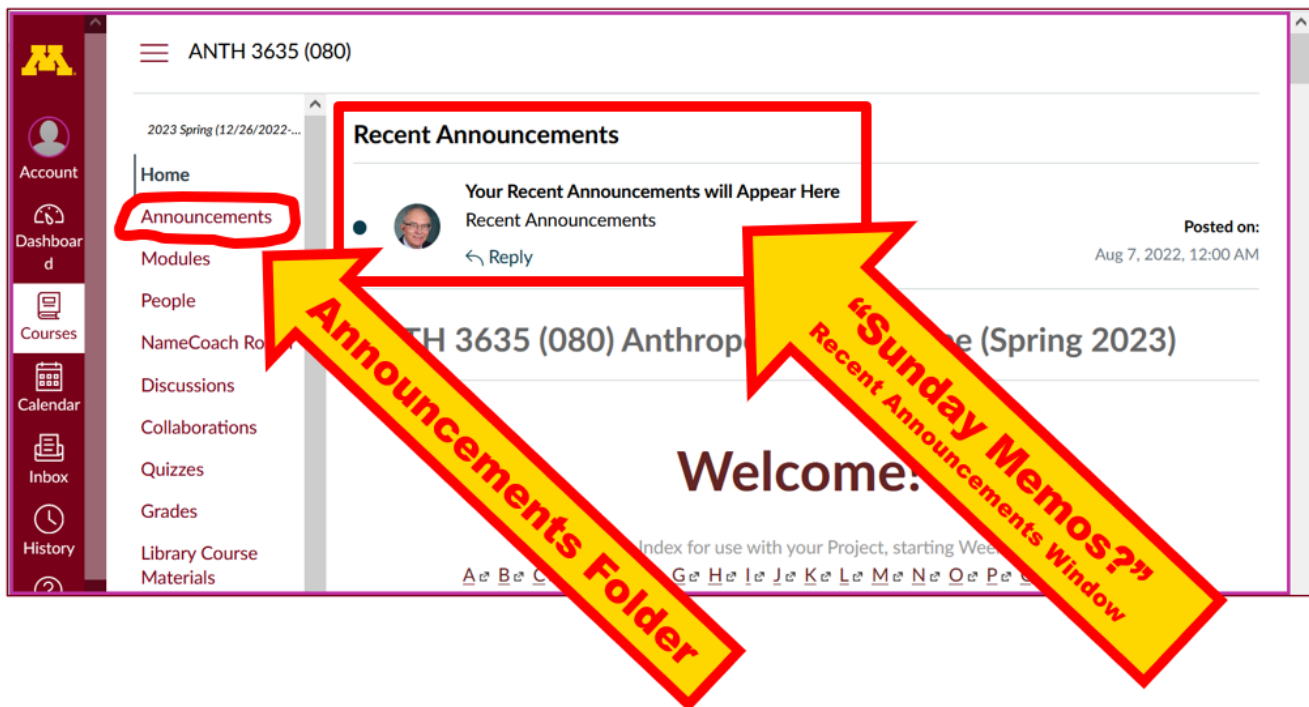 ANTH 3635 (080)
2023 Spring (12/26/2022-...
Account
Dashboar
d
Courses
Calendar
Inbox
History
Home
Announcements
Modules
People
NameCoach Ro
Discussions
Collaborations
Quizzes
Grades
Library Course
Materials
Recent Announcements
Your Recent Announcements will Appear Here
Recent Announcements
Reply
Posted on:
Aug 7, 2022, 12:00 AM
TH 3635 (080) Anthrop e (Spring 2023)
Welcome!
Index for use with your Project, starting Wee
A B C G H I J K L M N O P
Announcements Folder
“Sunday Memos?”
Recent Announcements Window